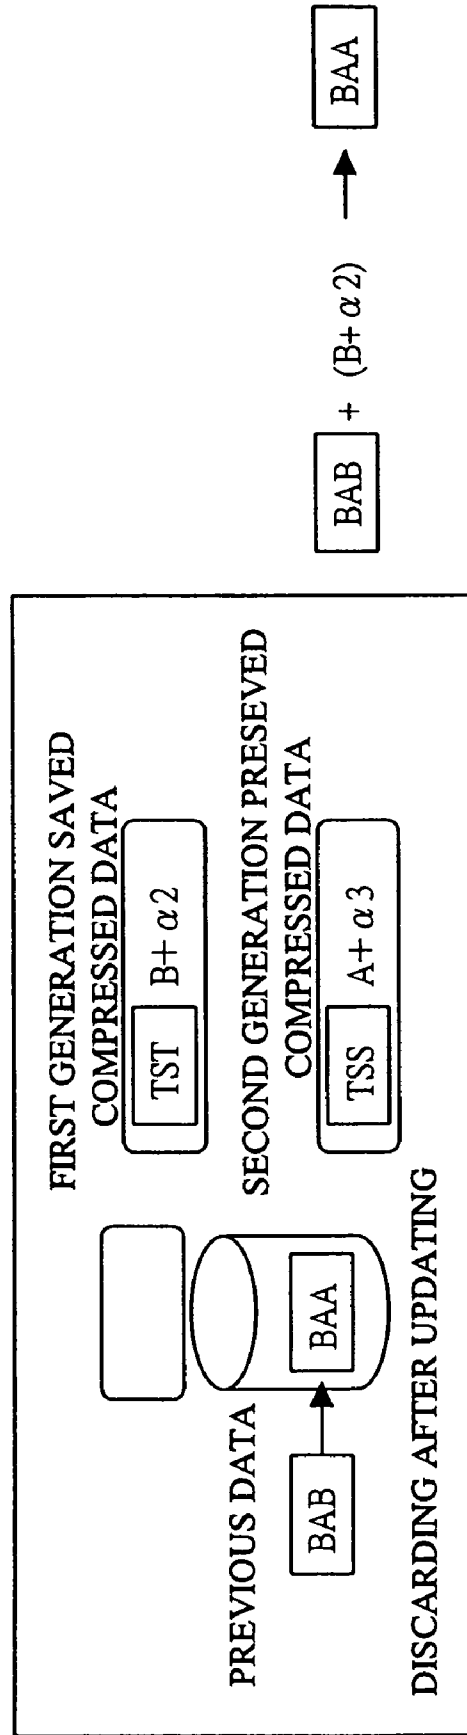 FIRST GENERATION SAVED
COMPRESSED DATA
TST B+α2
PREVIOUS DATA
BAB
BAA
SECOND GENERATION PRESEVED
COMPRESSED DATA
TSS A+α3
DISCARDING AFTER UPDATING
BAB + (B+α2)
BAA